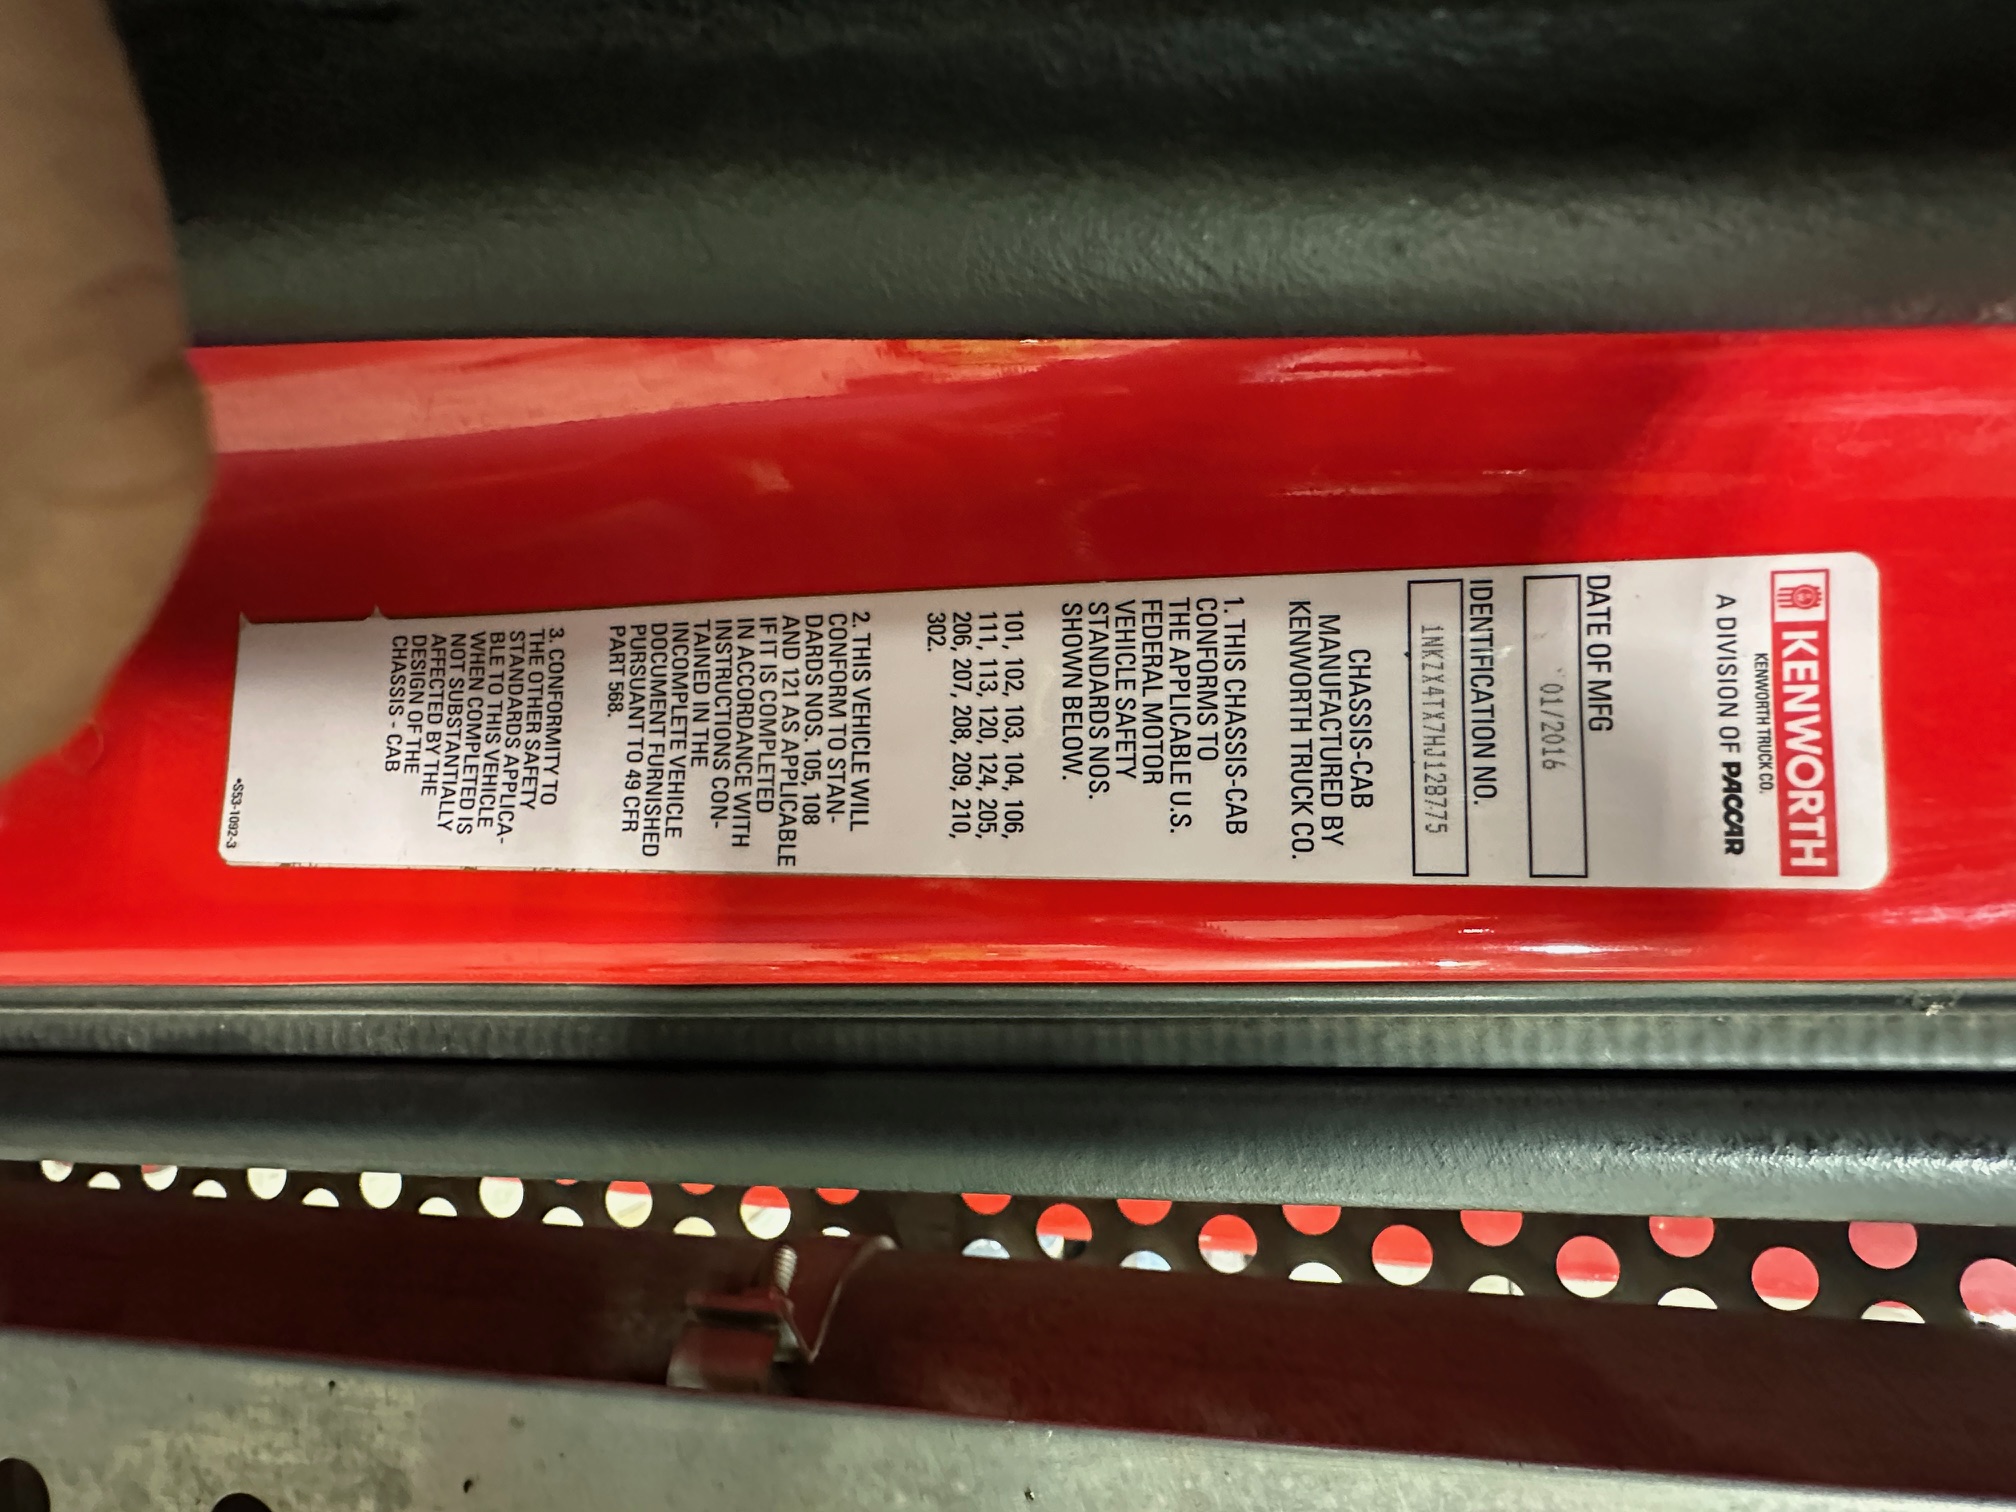 KENWORTH
KENWORTH TRUCK CO.
A DIVISION OF PACCAR
DATE OF MFG
01/2016
IDENTIFICATION NO.
1NKZX4TX7HJ128775
CHASSIS-CAB
MANUFACTURED BY
KENWORTH TRUCK CO.
1. THIS CHASSIS-CAB
CONFORMS TO
THE APPLICABLE U.S.
FEDERAL MOTOR
VEHICLE SAFETY
STANDARDS NOS.
SHOWN BELOW.
101, 102, 103, 104, 106,
111, 113, 120, 124, 205,
206, 207, 208, 209, 210,
302.
2. THIS VEHICLE WILL
CONFORM TO STAN-
DARDS NOS. 105, 108
AND 121 AS APPLICABLE
IF IT IS COMPLETED
IN ACCORDANCE WITH
INSTRUCTIONS CON-
TAINED IN THE
INCOMPLETE VEHICLE
DOCUMENT FURNISHED
PURSUANT TO 49 CFR
PART 568.
3. CONFORMITY TO
THE OTHER SAFETY
STANDARDS APPLICA-
BLE TO THIS VEHICLE
WHEN COMPLETED IS
NOT SUBSTANTIALLY
AFFECTED BY THE
DESIGN OF THE
CHASSIS - CAB
•S53-1092-3